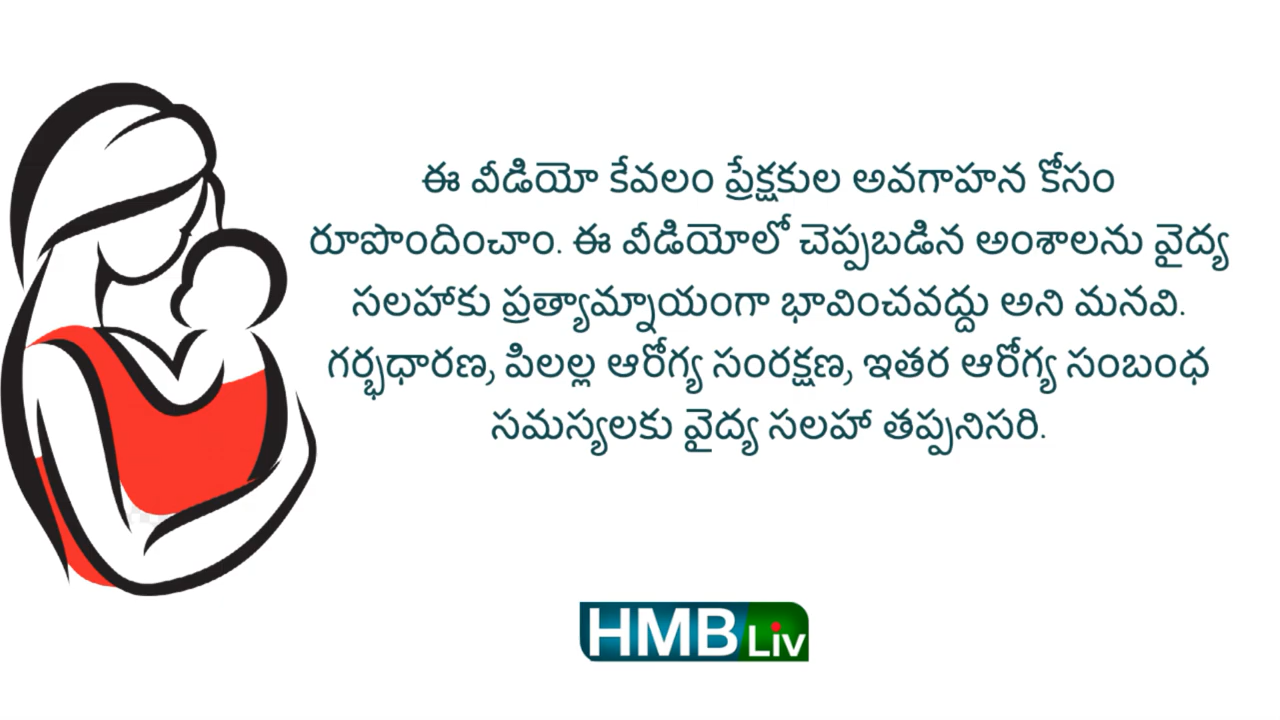 ఈ వీడియో కేవలం ప్రేక్షకుల అవగాహన కోసం
రూపొందించాం. ఈ వీడియోలో చెప్పబడిన అంశాలను వైద్య
సలహాకు ప్రత్యామ్నాయంగా భావించవద్దు అని మనవి.
గర్భధారణ, పిలల్ల ఆరోగ్య సంరక్షణ, ఇతర ఆరోగ్య సంబంధ
సమస్యలకు వైద్య సలహా తప్పనిసరి.
HMB Liv